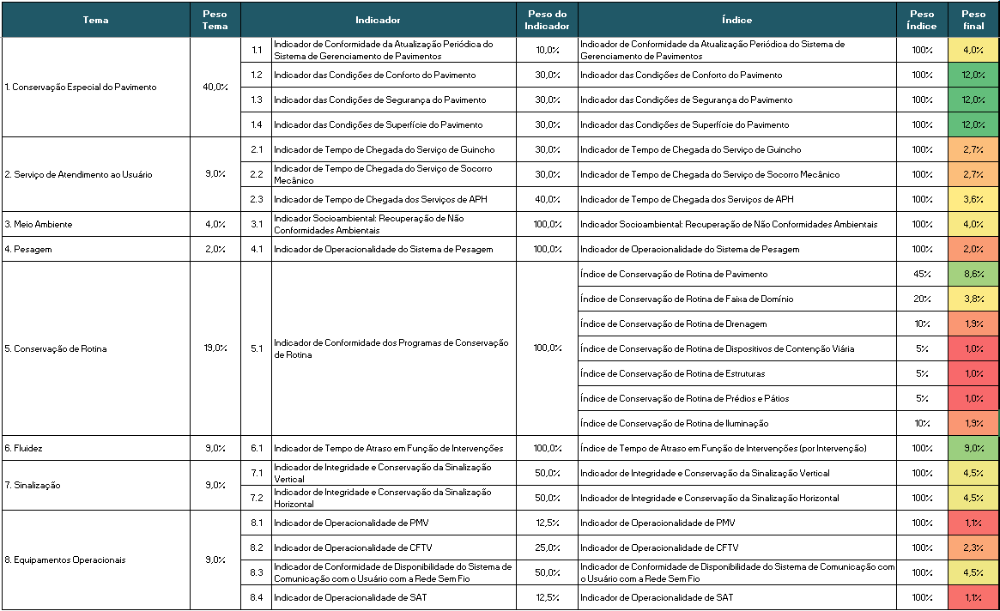 Tema
Peso
Tema
Indicador
Peso do
Indicador
Índice
Peso
Índice
Peso
final
1. Conservação Especial do Pavimento
40,0%
1.1
Indicador de Conformidade da Atualização Periódica do
Sistema de Gerenciamento de Pavimentos
10,0%
Indicador de Conformidade da Atualização Periódica do Sistema de
Gerenciamento de Pavimentos
100%
4,0%
1.2
Indicador das Condições de Conforto do Pavimento
30,0%
Indicador das Condições de Conforto do Pavimento
100%
12,0%
1.3
Indicador das Condições de Segurança do Pavimento
30,0%
Indicador das Condições de Segurança do Pavimento
100%
12,0%
1.4
Indicador das Condições de Superfície do Pavimento
30,0%
Indicador das Condições de Superfície do Pavimento
100%
12,0%
2. Serviço de Atendimento ao Usuário
9,0%
2.1
Indicador de Tempo de Chegada do Serviço de Guincho
30,0%
Indicador de Tempo de Chegada do Serviço de Guincho
100%
2,7%
2.2
Indicador de Tempo de Chegada do Serviço de Socorro
Mecânico
30,0%
Indicador de Tempo de Chegada do Serviço de Socorro Mecânico
100%
2,7%
2.3
Indicador de Tempo de Chegada dos Serviços de APH
40,0%
Indicador de Tempo de Chegada dos Serviços de APH
100%
3,6%
3. Meio Ambiente
4,0%
3.1
Indicador Socioambiental: Recuperação de Não
Conformidades Ambientais
100,0%
Indicador Socioambiental: Recuperação de Não Conformidades Ambientais
100%
4,0%
4. Pesagem
2,0%
4.1
Indicador de Operacionalidade do Sistema de Pesagem
100,0%
Indicador de Operacionalidade do Sistema de Pesagem
100%
2,0%
5. Conservação de Rotina
19,0%
5.1
Indicador de Conformidade dos Programas de Conservação
de Rotina
100,0%
Índice de Conservação de Rotina de Pavimento
45%
8,6%
Índice de Conservação de Rotina de Faixa de Domínio
20%
3,8%
Índice de Conservação de Rotina de Drenagem
10%
1,9%
Índice de Conservação de Rotina de Dispositivos de Contenção Viária
5%
1,0%
Índice de Conservação de Rotina de Estruturas
5%
1,0%
Índice de Conservação de Rotina de Prédios e Pátios
5%
1,0%
Índice de Conservação de Rotina de Iluminação
10%
1,9%
6. Fluidez
9,0%
6.1
Indicador de Tempo de Atraso em Função de Intervenções
100,0%
Índice de Tempo de Atraso em Função de Intervenções (por Intervenção)
100%
9,0%
7. Sinalização
9,0%
7.1
Indicador de Integridade e Conservação da Sinalização
Vertical
50,0%
Indicador de Integridade e Conservação da Sinalização Vertical
100%
4,5%
7.2
Indicador de Integridade e Conservação da Sinalização
Horizontal
50,0%
Indicador de Integridade e Conservação da Sinalização Horizontal
100%
4,5%
8. Equipamentos Operacionais
9,0%
8.1
Indicador de Operacionalidade de PMV
12,5%
Indicador de Operacionalidade de PMV
100%
1,1%
8.2
Indicador de Operacionalidade de CFTV
25,0%
Indicador de Operacionalidade de CFTV
100%
2,3%
8.3
Indicador de Conformidade de Disponibilidade do Sistema de
Comunicação com o Usuário com a Rede Sem Fio
50,0%
Indicador de Conformidade de Disponibilidade do Sistema de Comunicação com
o Usuário com a Rede Sem Fio
100%
4,5%
8.4
Indicador de Operacionalidade de SAT
12,5%
Indicador de Operacionalidade de SAT
100%
1,1%